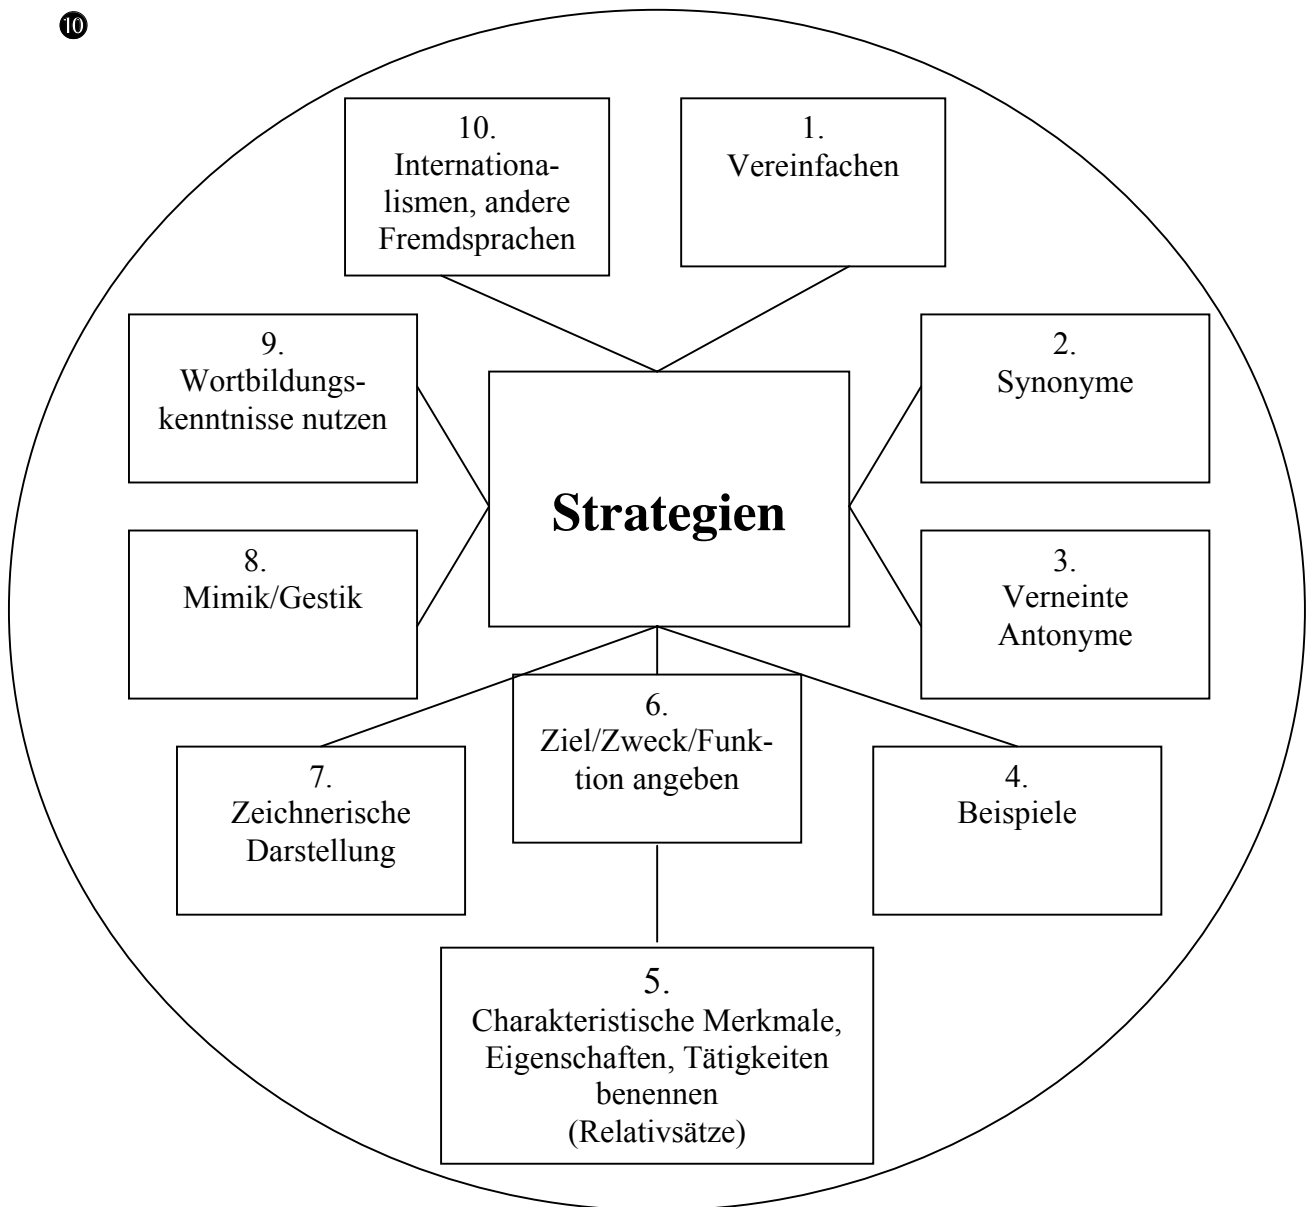 10
10.
Internationa-
lismen, andere
Fremdsprachen
1.
Vereinfachen
9.
Wortbildungs-
kenntnisse nutzen
2.
Synonyme
Strategien
8.
Mimik/Gestik
3.
Verneinte
Antonyme
7.
Zeichnerische
Darstellung
6.
Ziel/Zweck/Funk-
tion angeben
4.
Beispiele
5.
Charakteristische Merkmale,
Eigenschaften, Tätigkeiten
benennen
(Relativsätze)